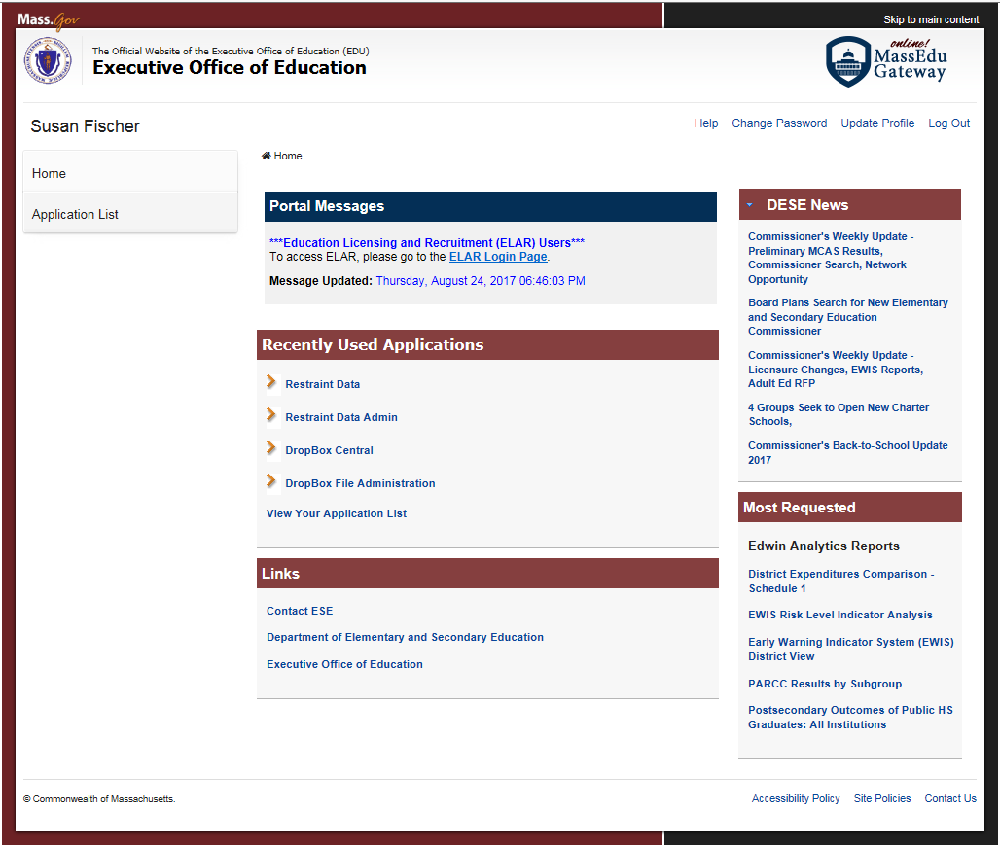 Mass.Gov
Skip to main content
The Official Website of the Executive Office of Education (EDU)
Executive Office of Education
online!
MassEdu
Gateway
Susan Fischer
Help Change Password Update Profile Log Out
Home
Application List
Home
Portal Messages
***Education Licensing and Recruitment (ELAR) Users***
To access ELAR, please go to the ELAR Login Page.
Message Updated: Thursday, August 24, 2017 06:46:03 PM
Recently Used Applications
Restraint Data
Restraint Data Admin
DropBox Central
DropBox File Administration
View Your Application List
Links
Contact ESE
Department of Elementary and Secondary Education
Executive Office of Education
DESE News
Commissioner's Weekly Update -
Preliminary MCAS Results,
Commissioner Search, Network
Opportunity
Board Plans Search for New Elementary
and Secondary Education
Commissioner
Commissioner's Weekly Update -
Licensure Changes, EWIS Reports,
Adult Ed RFP
4 Groups Seek to Open New Charter
Schools,
Commissioner's Back-to-School Update
2017
Most Requested
Edwin Analytics Reports
District Expenditures Comparison -
Schedule 1
EWIS Risk Level Indicator Analysis
Early Warning Indicator System (EWIS)
District View
PARCC Results by Subgroup
Postsecondary Outcomes of Public HS
Graduates: All Institutions
© Commonwealth of Massachusetts.
Accessibility Policy Site Policies Contact Us